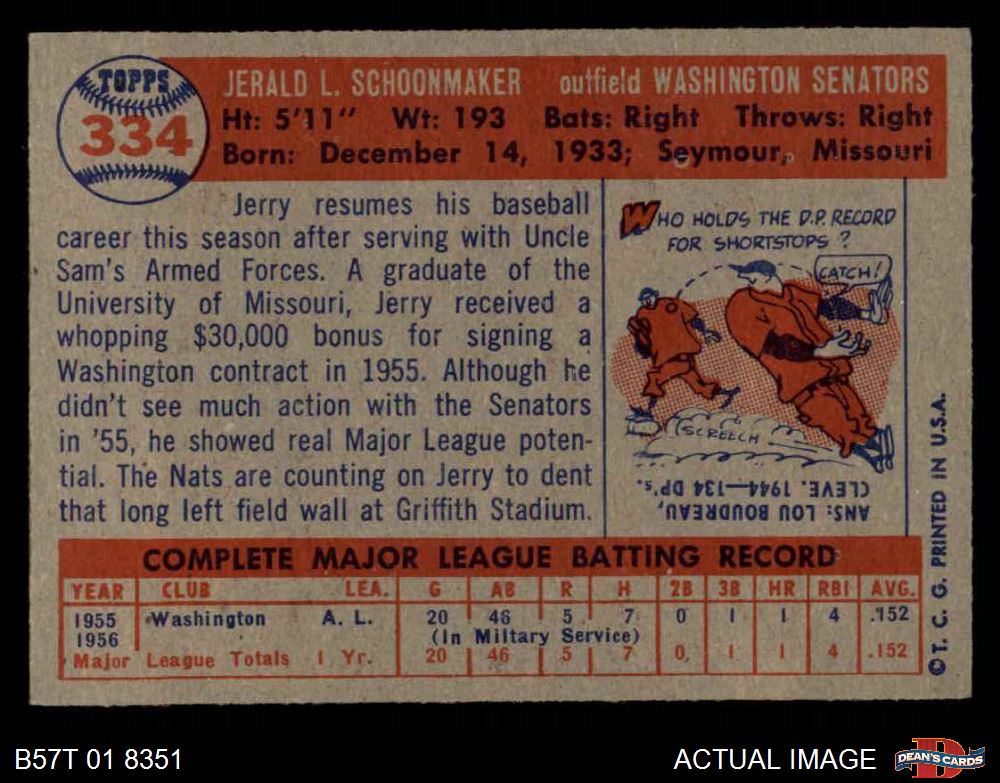 TOPPS
334
JERALD L. SCHOONMAKER outfield WASHINGTON SENATORS
Ht: 5'11" Wt: 193 Bats: Right Throws: Right
Born: December 14, 1933; Seymour, Missouri
Jerry resumes his baseball
career this season after serving with Uncle
Sam's Armed Forces. A graduate of the
University of Missouri, Jerry received a
whopping $30,000 bonus for signing a
Washington contract in 1955. Although he
didn't see much action with the Senators
in '55, he showed real Major League poten-
tial. The Nats are counting on Jerry to dent
that long left field wall at Griffith Stadium.
WHO HOLDS THE D.P. RECORD
FOR SHORTSTOPS ?
CATCH!
SCREECH
ANS: LOU BOUDREAU,
CLEVE. 1944—134 DP's.
COMPLETE MAJOR LEAGUE BATTING RECORD
YEAR CLUB LEA. G AB R H 2B 3B HR RBI AVG.
1955 Washington A. L. 20 46 5 7 0 1 1 4 .152
1956 (In Miltary Service)
Major League Totals 1 Yr. 20 46 5 7 0 1 1 4 .152
© T. C. G. PRINTED IN U.S.A.
B57T 01 8351 ACTUAL IMAGE
D
DEAN'S CARDS